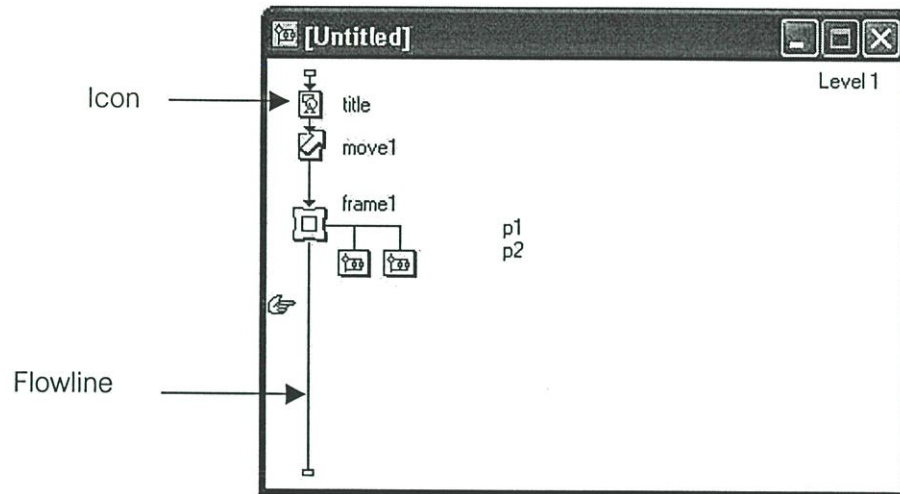 [Untitled]
Level 1
Icon
title
move1
frame1
p1
p2
Flowline